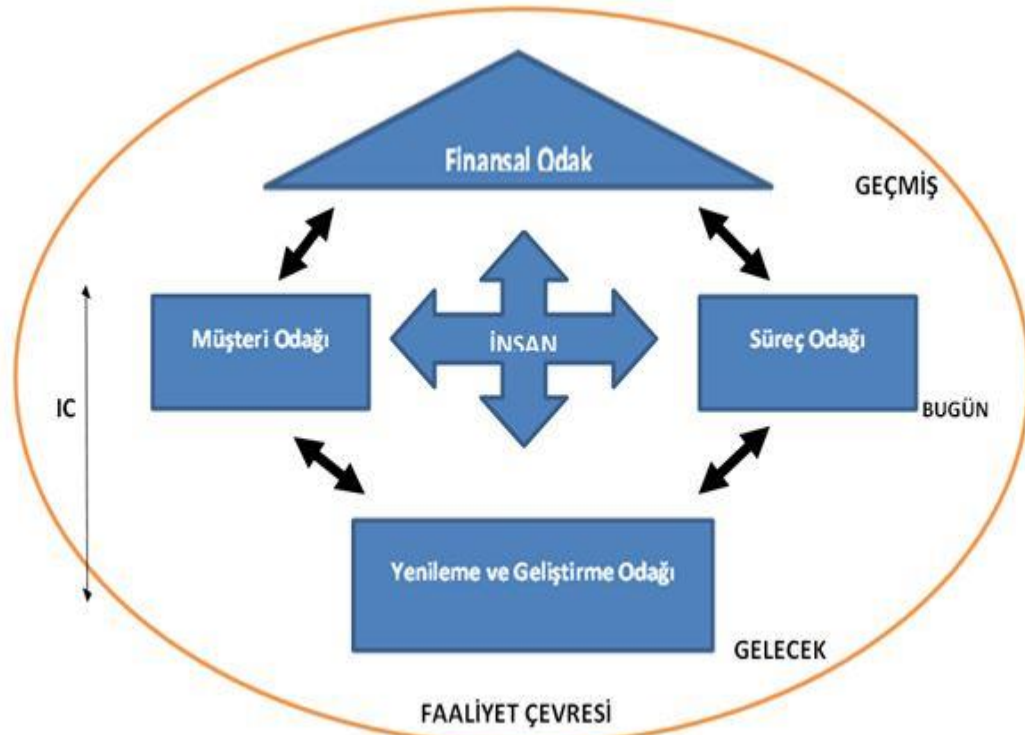 Finansal Odak
GEÇMİŞ
Müşteri Odağı
İNSAN
Süreç Odağı
IC
BUGÜN
Yenileme ve Geliştirme Odağı
GELECEK
FAALİYET ÇEVRESİ